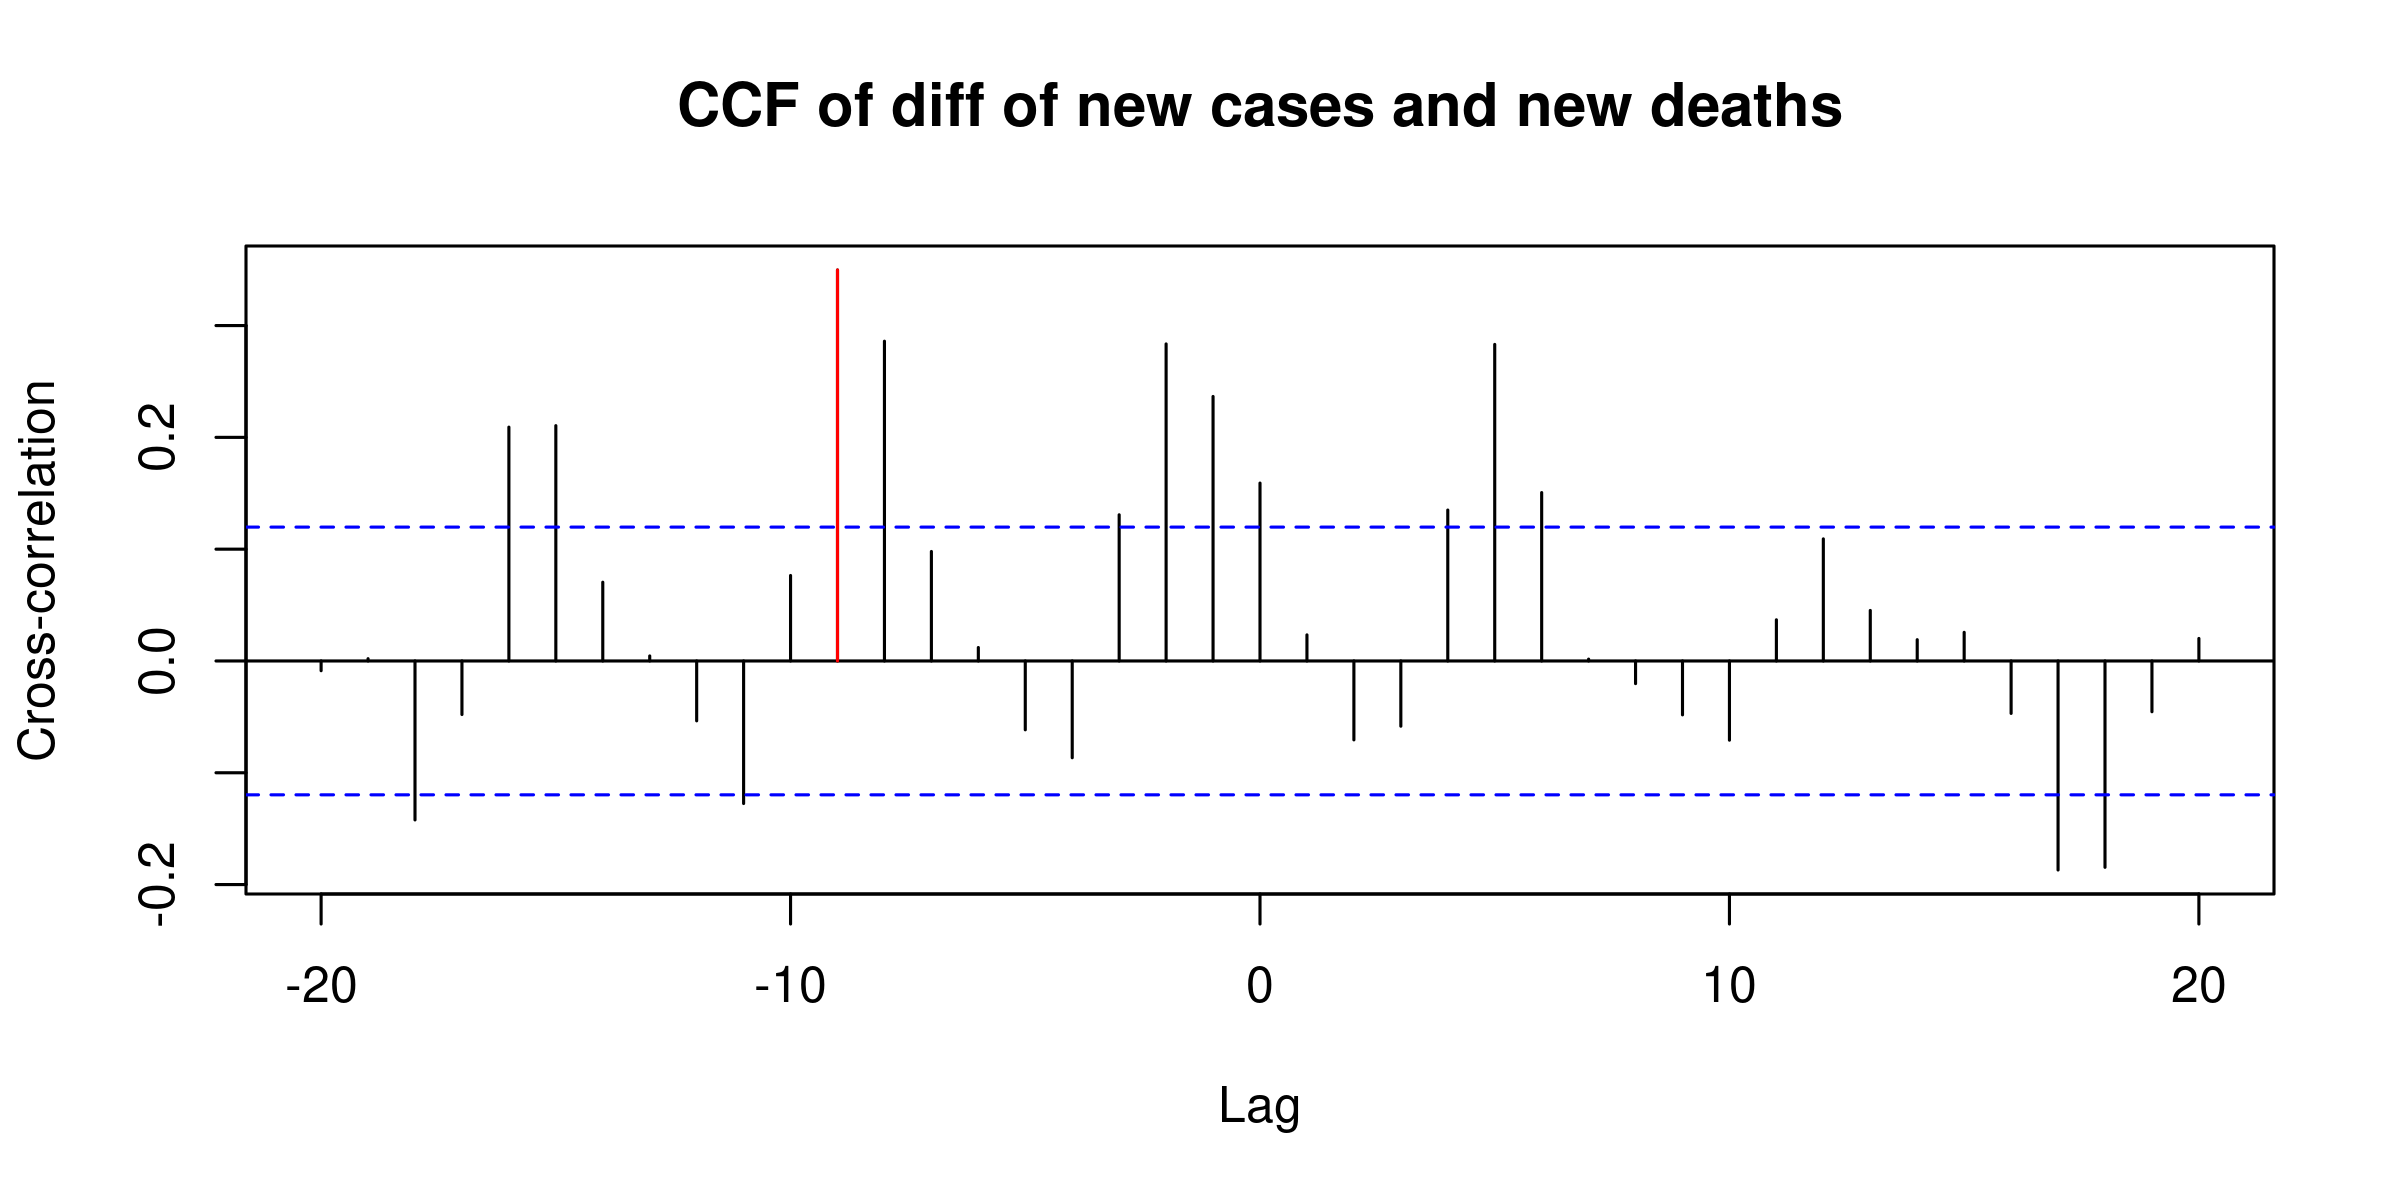 CCF of diff of new cases and new deaths
Cross-correlation
0.2
0.0
-0.2
-20 -10 0 10 20
Lag